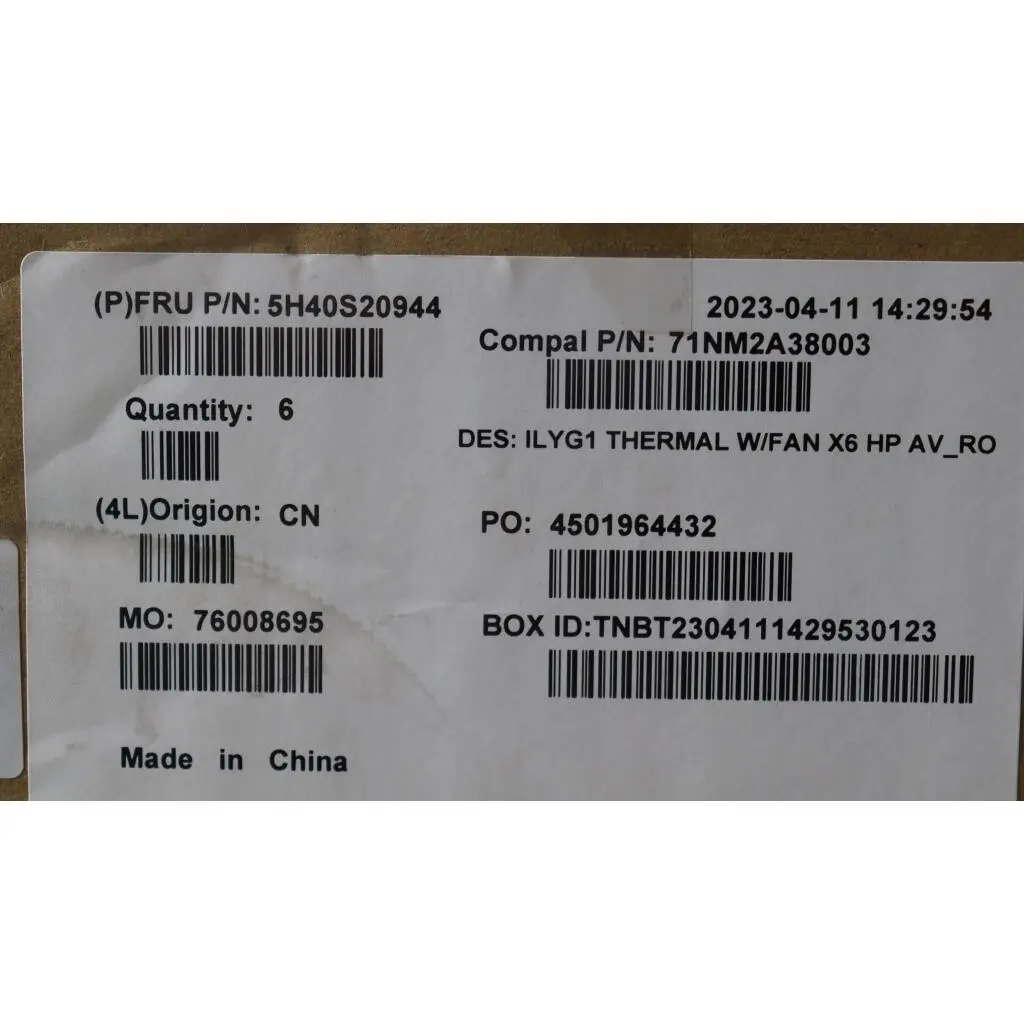 (P)FRU P/N: 5H40S20944
2023-04-11 14:29:54
Compal P/N: 71NM2A38003
Quantity: 6
DES: ILYG1 THERMAL W/FAN X6 HP AV_RO
(4L)Origion: CN
PO: 4501964432
MO: 76008695
BOX ID:TNBT2304111429530123
Made in China